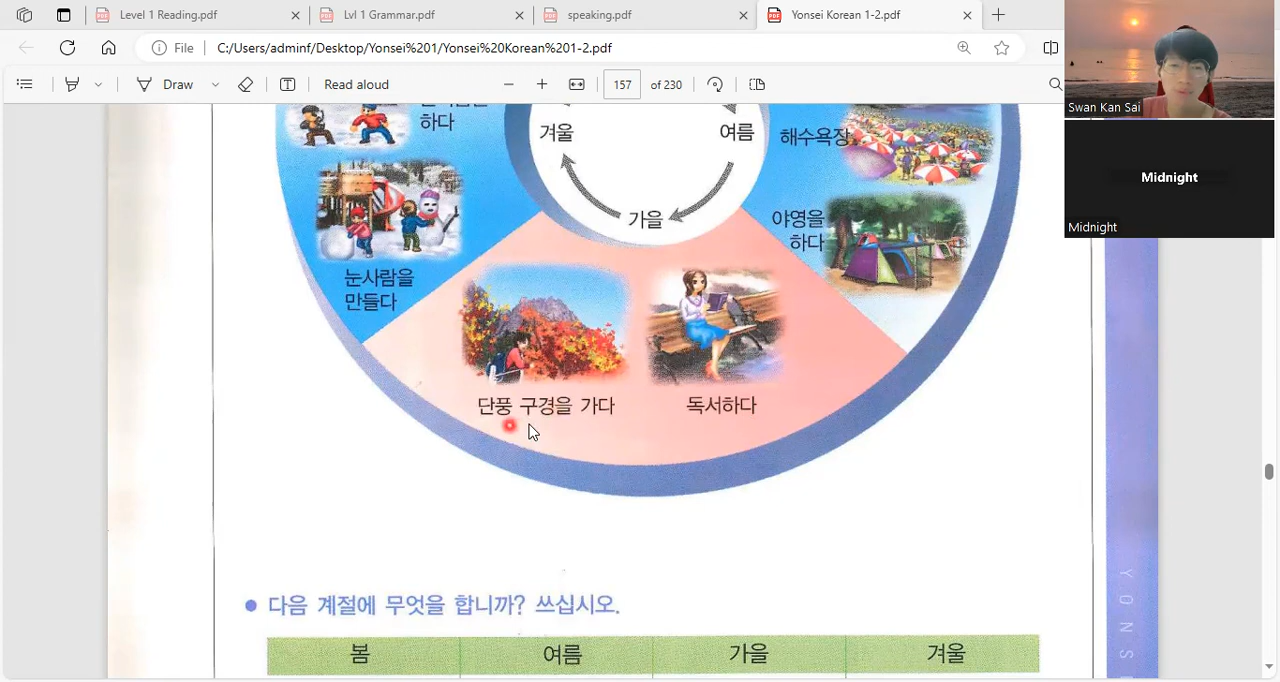 Level 1 Reading.pdf
Lvl 1 Grammar.pdf
speaking.pdf
Yonsei Korean 1-2.pdf
File
C:/Users/adminf/Desktop/Yonsei%201/Yonsei%20Korean%201-2.pdf
Draw
Read aloud
157
of 230
Swan Kan Sai
Midnight
Midnight
하다
겨울
여름
해수욕장
가을
야영을
하다
눈사람을
만들다
단풍 구경을 가다
독서하다
다음 계절에 무엇을 합니까? 쓰십시오.
봄
여름
가을
겨울
YONS